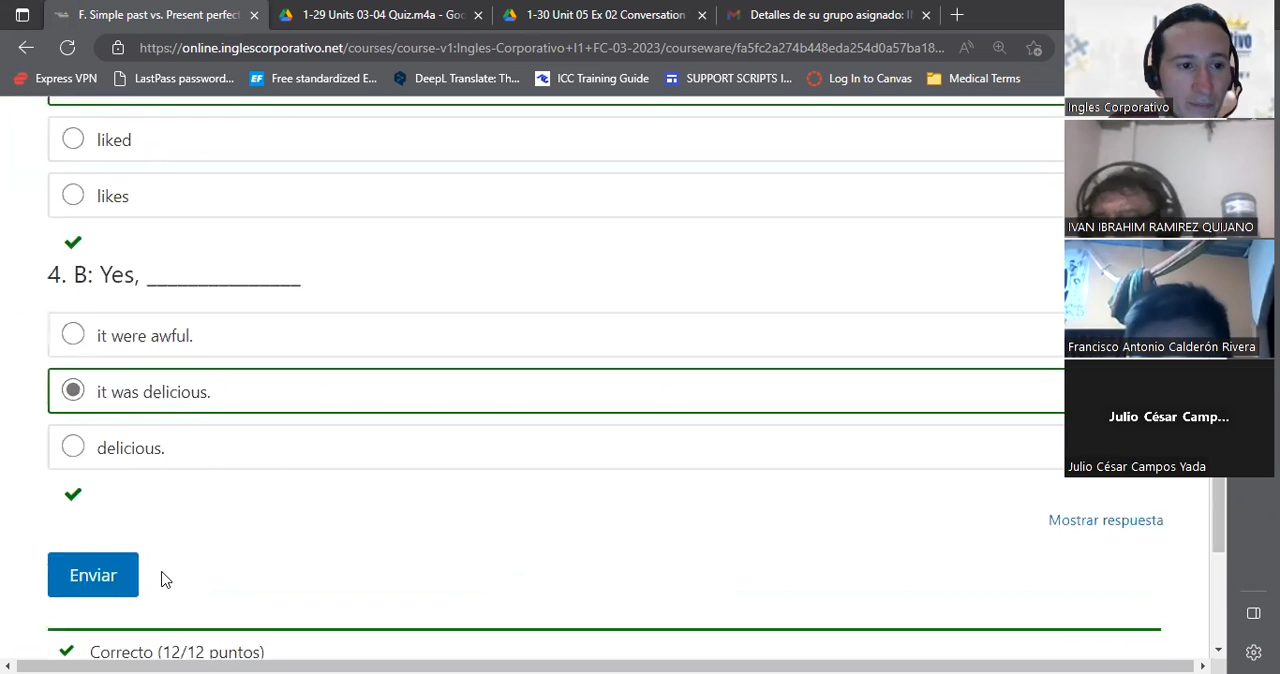 F. Simple past vs. Present perfec
1-29 Units 03-04 Quiz.m4a - Goo
1-30 Unit 05 Ex 02 Conversation
Detalles de su grupo asignado: I
https://online.inglescorporativo.net/courses/course-v1:Ingles-Corporativo+I1+FC-03-2023/courseware/fa5fc2a274b448eda254d0a57ba18...
Express VPN
LastPass password...
EF Free standardized E...
DeepL Translate: Th...
ICC Training Guide
SUPPORT SCRIPTS I...
Log In to Canvas
Medical Terms
Ingles Corporativo
liked
IVAN IBRAHIM RAMIREZ QUIJANO
likes
4. B: Yes, _______________
it were awful.
Francisco Antonio Calderón Rivera
it was delicious.
Julio César Camp...
delicious.
Julio César Campos Yada
Mostrar respuesta
Enviar
Correcto (12/12 puntos)